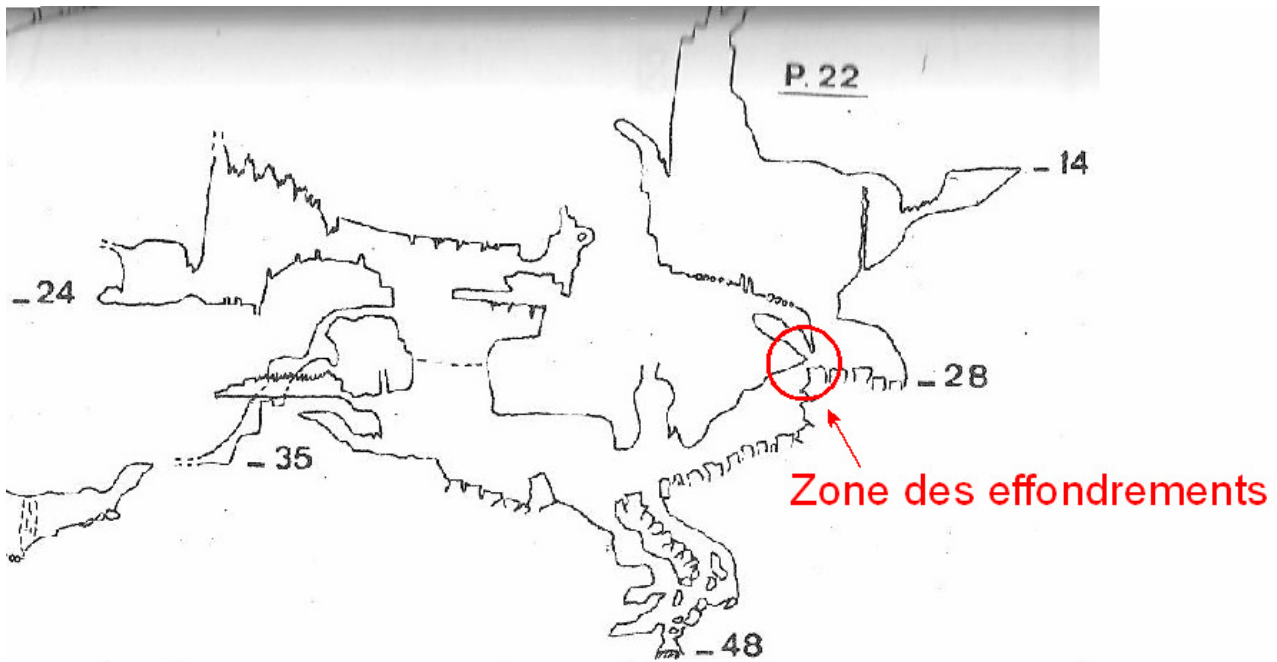 P. 22
- 14
- 24
- 28
- 35
Zone des effondrements
- 48